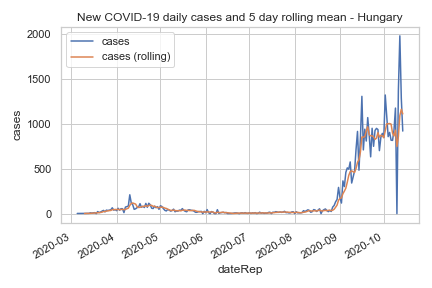 New COVID-19 daily cases and 5 day rolling mean - Hungary
cases
cases (rolling)
2000
1500
1000
500
0
cases
2020-03
2020-04
2020-05
2020-06
2020-07
2020-08
2020-09
2020-10
dateRep